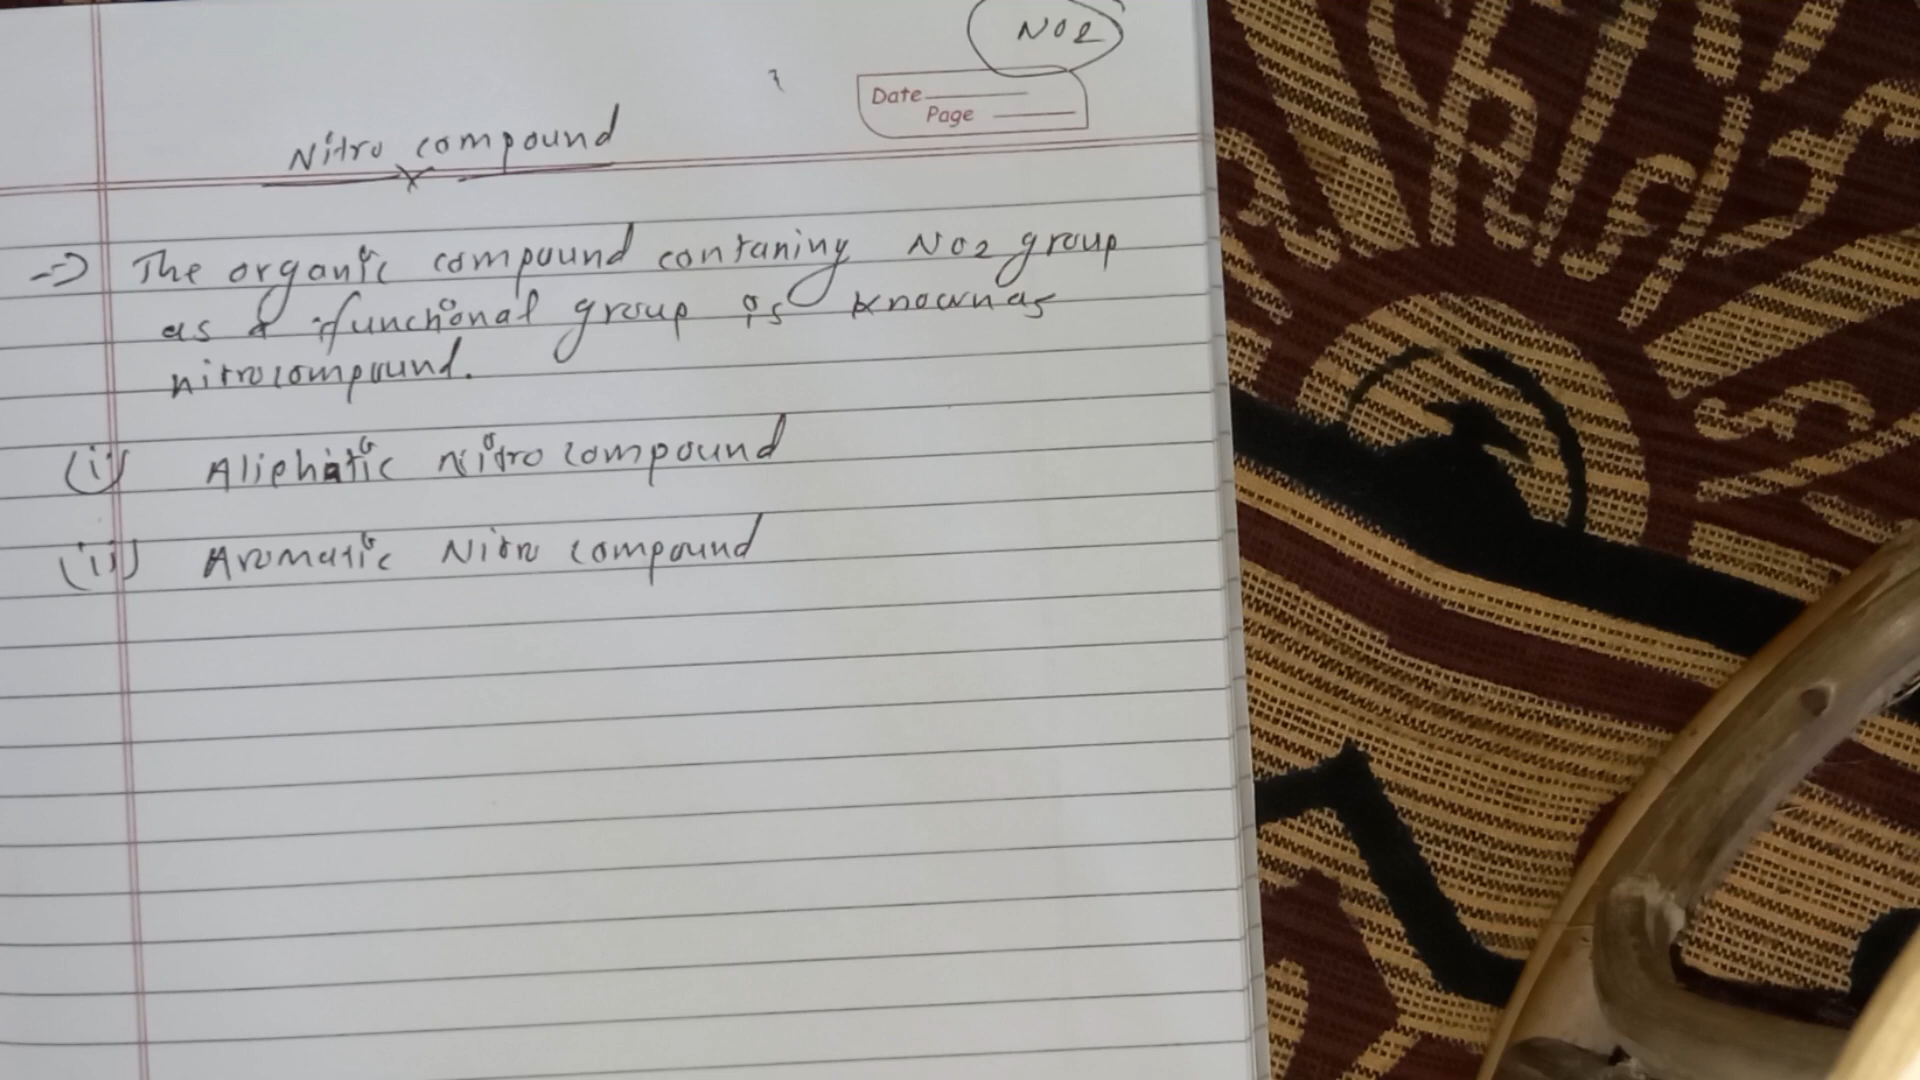 NO2
Date
Page
Nitro compound
=> The organic compound contaning NO2 group
as a functional group is known as
nitrocompound.
(i) Aliphatic Nitro compound
(ii) Aromatic Nitro compound